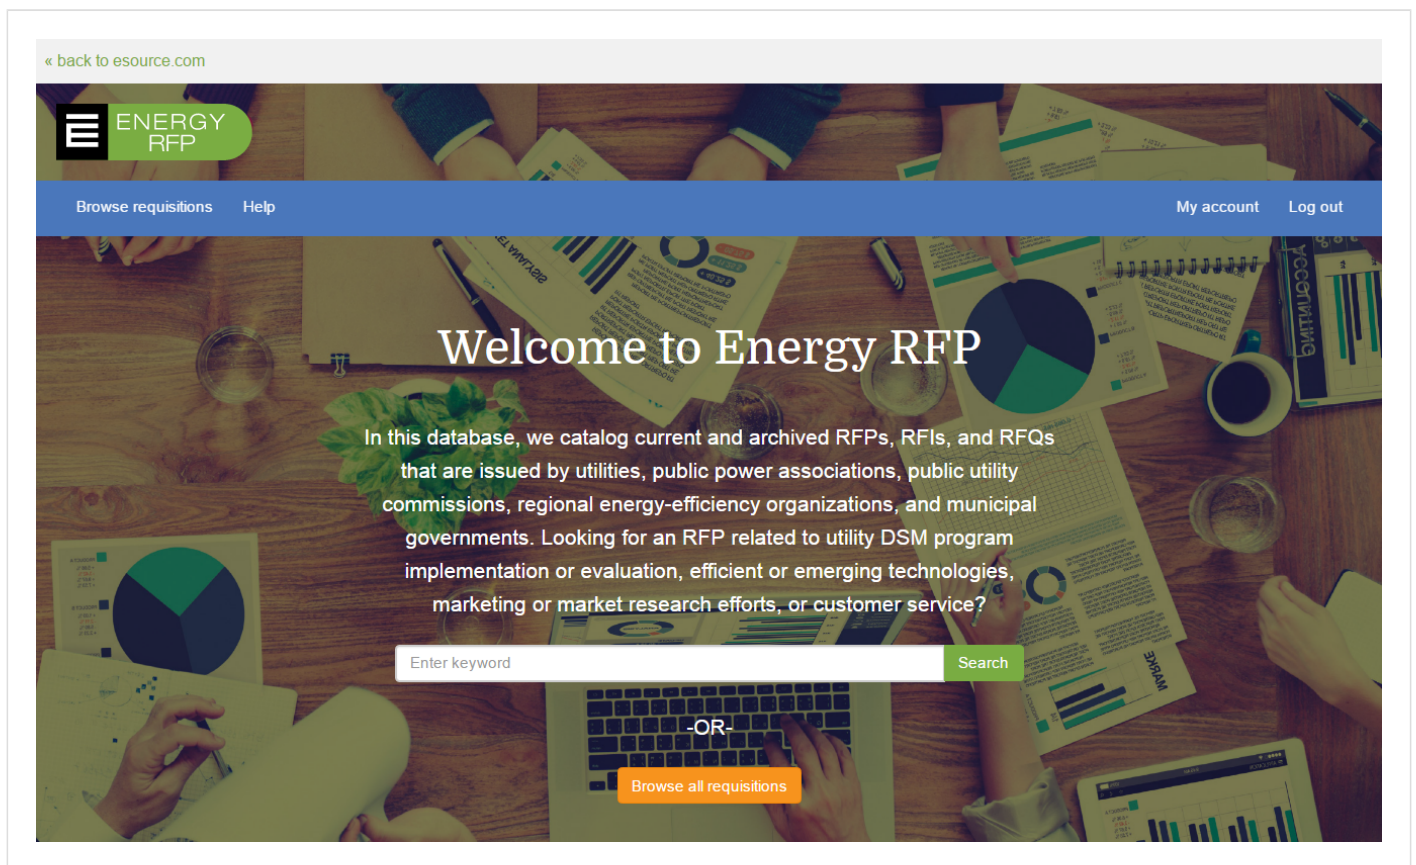 « back to esource.com
ENERGY
RFP
Browse requisitions
Help
My account
Log out
Welcome to Energy RFP
In this database, we catalog current and archived RFPs, RFIs, and RFQs
that are issued by utilities, public power associations, public utility
commissions, regional energy-efficiency organizations, and municipal
governments. Looking for an RFP related to utility DSM program
implementation or evaluation, efficient or emerging technologies,
marketing or market research efforts, or customer service?
Enter keyword
Search
-OR-
Browse all requisitions
ACCOUNTING
MARKE